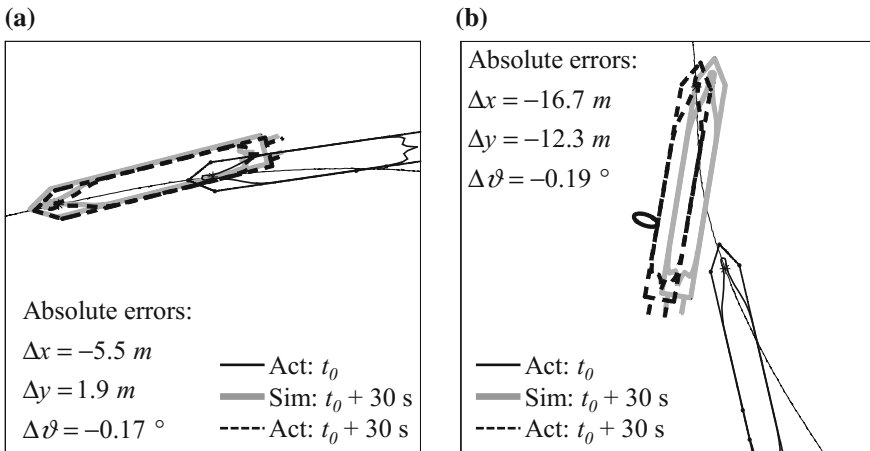 (a)
Absolute errors:
Δx = −5.5 m
Δy = 1.9 m
Δϑ = −0.17 °
Act: t0
Sim: t0 + 30 s
Act: t0 + 30 s
(b)
Absolute errors:
Δx = −16.7 m
Δy = −12.3 m
Δϑ = −0.19 °
Act: t0
Sim: t0 + 30 s
Act: t0 + 30 s